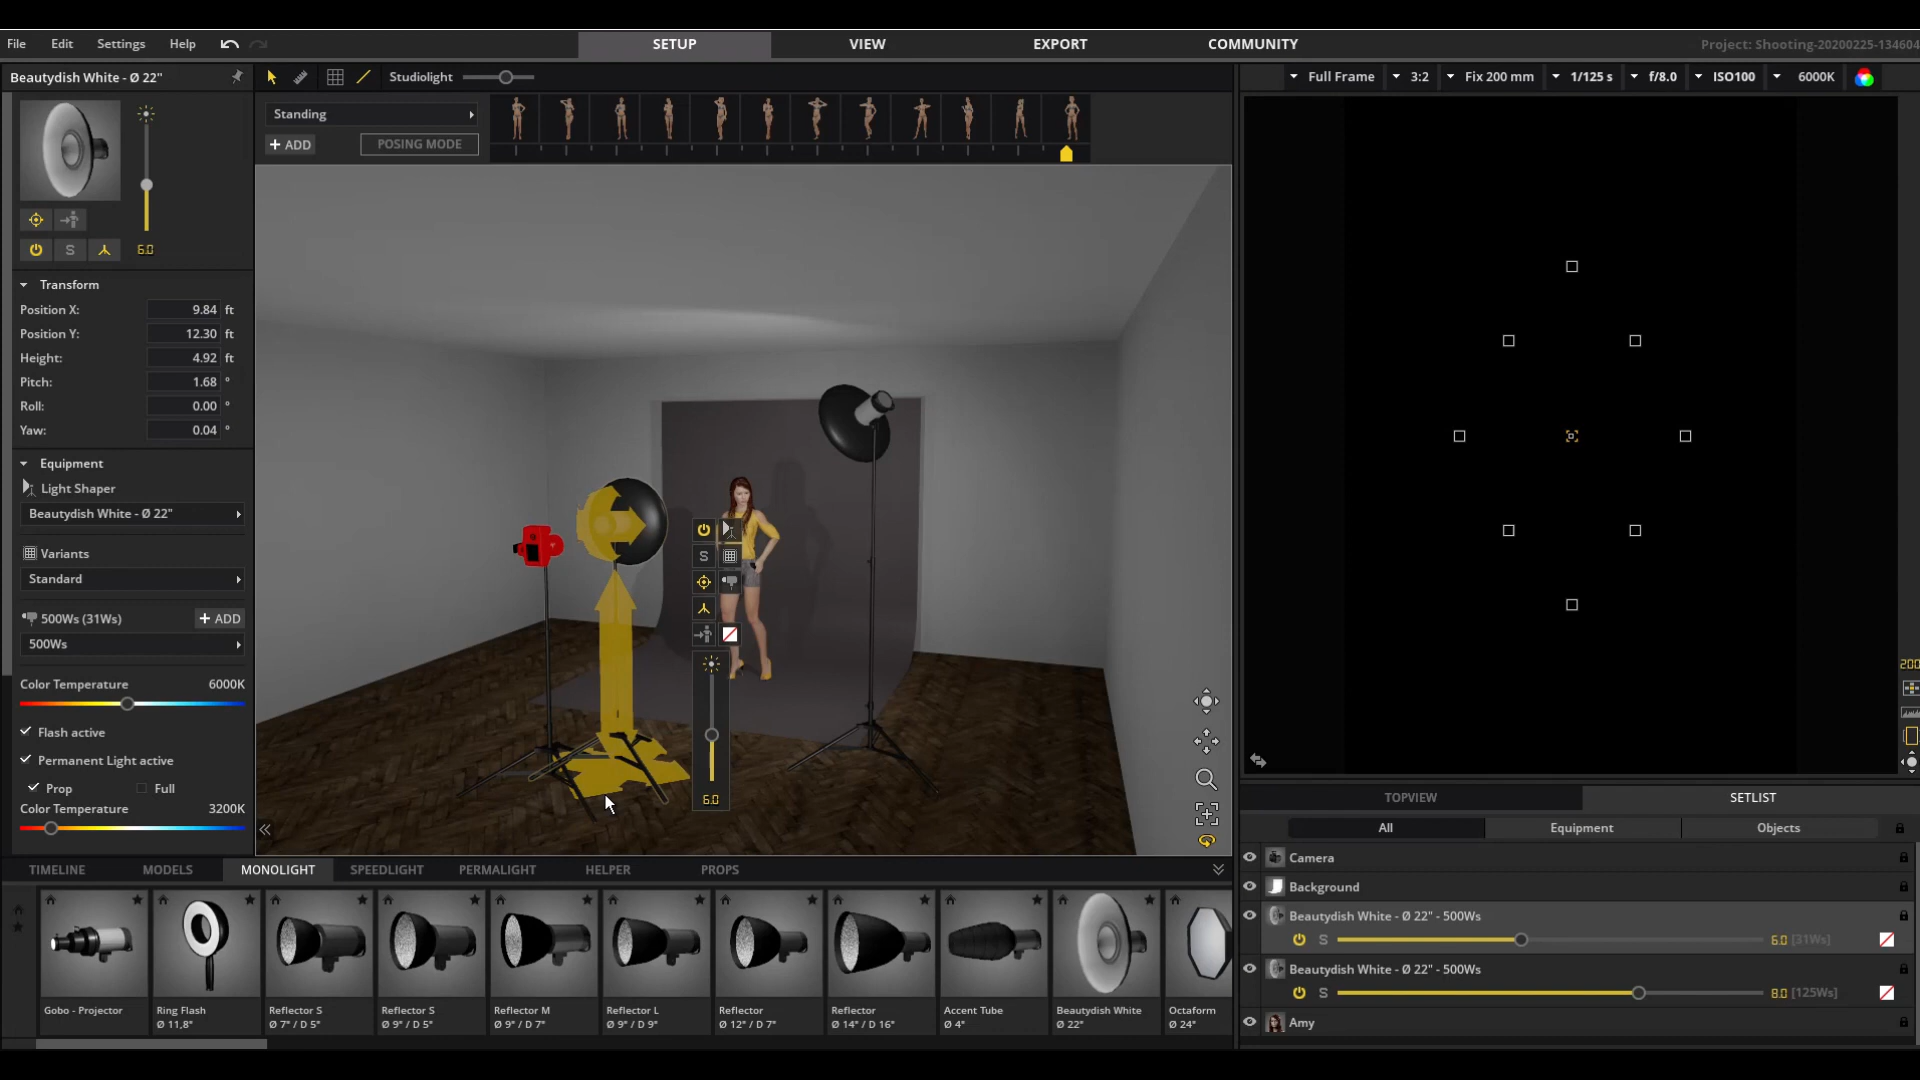 File Edit Settings Help
SETUP VIEW EXPORT COMMUNITY
Project: Shooting-20200225-134604
Beautydish White - Ø 22"
Studiolight
Full Frame 3:2 Fix 200 mm 1/125 s f/8.0 ISO100 6000K
Standing
+ ADD POSING MODE
S 6.0
Transform
Position X: 9.84 ft
Position Y: 12.30 ft
Height: 4.92 ft
Pitch: 1.68 °
Roll: 0.00 °
Yaw: 0.04 °
Equipment
Light Shaper
Beautydish White - Ø 22"
Variants
Standard
500Ws (31Ws) + ADD
500Ws
Color Temperature 6000K
Flash active
Permanent Light active
Prop Full
Color Temperature 3200K
S
6.0
200
TOPVIEW SETLIST
All Equipment Objects
Camera
Background
Beautydish White - Ø 22" - 500Ws
S 6.0 [31Ws]
Beautydish White - Ø 22" - 500Ws
S 8.0 [125Ws]
Amy
TIMELINE MODELS MONOLIGHT SPEEDLIGHT PERMALIGHT HELPER PROPS
Gobo - Projector
Ring Flash
Ø 11,8"
Reflector S
Ø 7" / D 5"
Reflector S
Ø 9" / D 5"
Reflector M
Ø 9" / D 7"
Reflector L
Ø 9" / D 9"
Reflector
Ø 12" / D 7"
Reflector
Ø 14" / D 16"
Accent Tube
Ø 4"
Beautydish White
Ø 22"
Octaform
Ø 24"